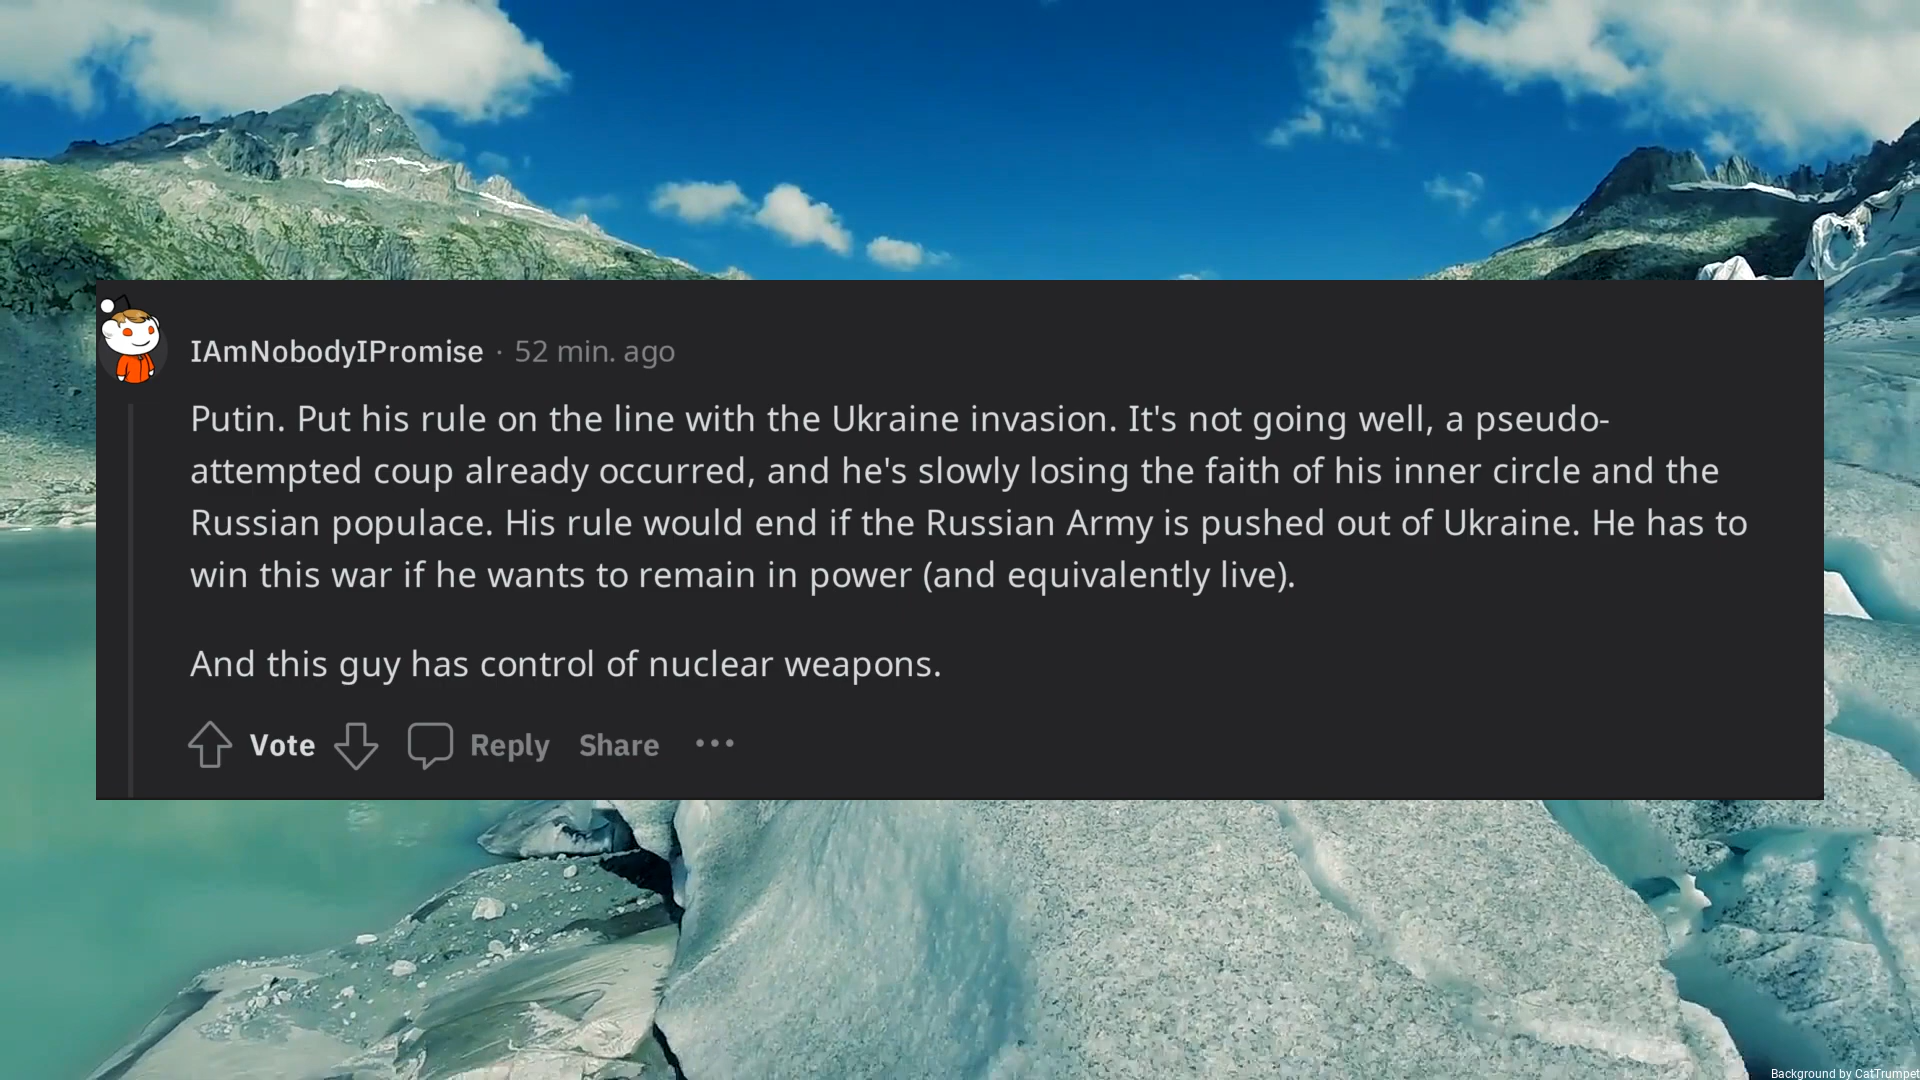 IAmNobodyIPromise · 52 min. ago
Putin. Put his rule on the line with the Ukraine invasion. It's not going well, a pseudo-
attempted coup already occurred, and he's slowly losing the faith of his inner circle and the
Russian populace. His rule would end if the Russian Army is pushed out of Ukraine. He has to
win this war if he wants to remain in power (and equivalently live).
And this guy has control of nuclear weapons.
Vote Reply Share ···
Background by CatTrumpet